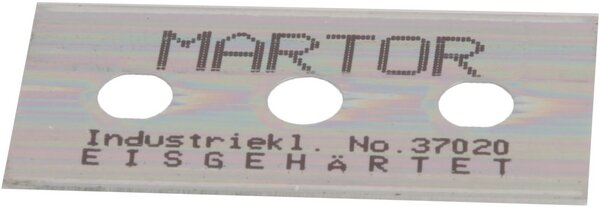 MARTOR
Industriekl. No.37020
EISGEHÄRTET